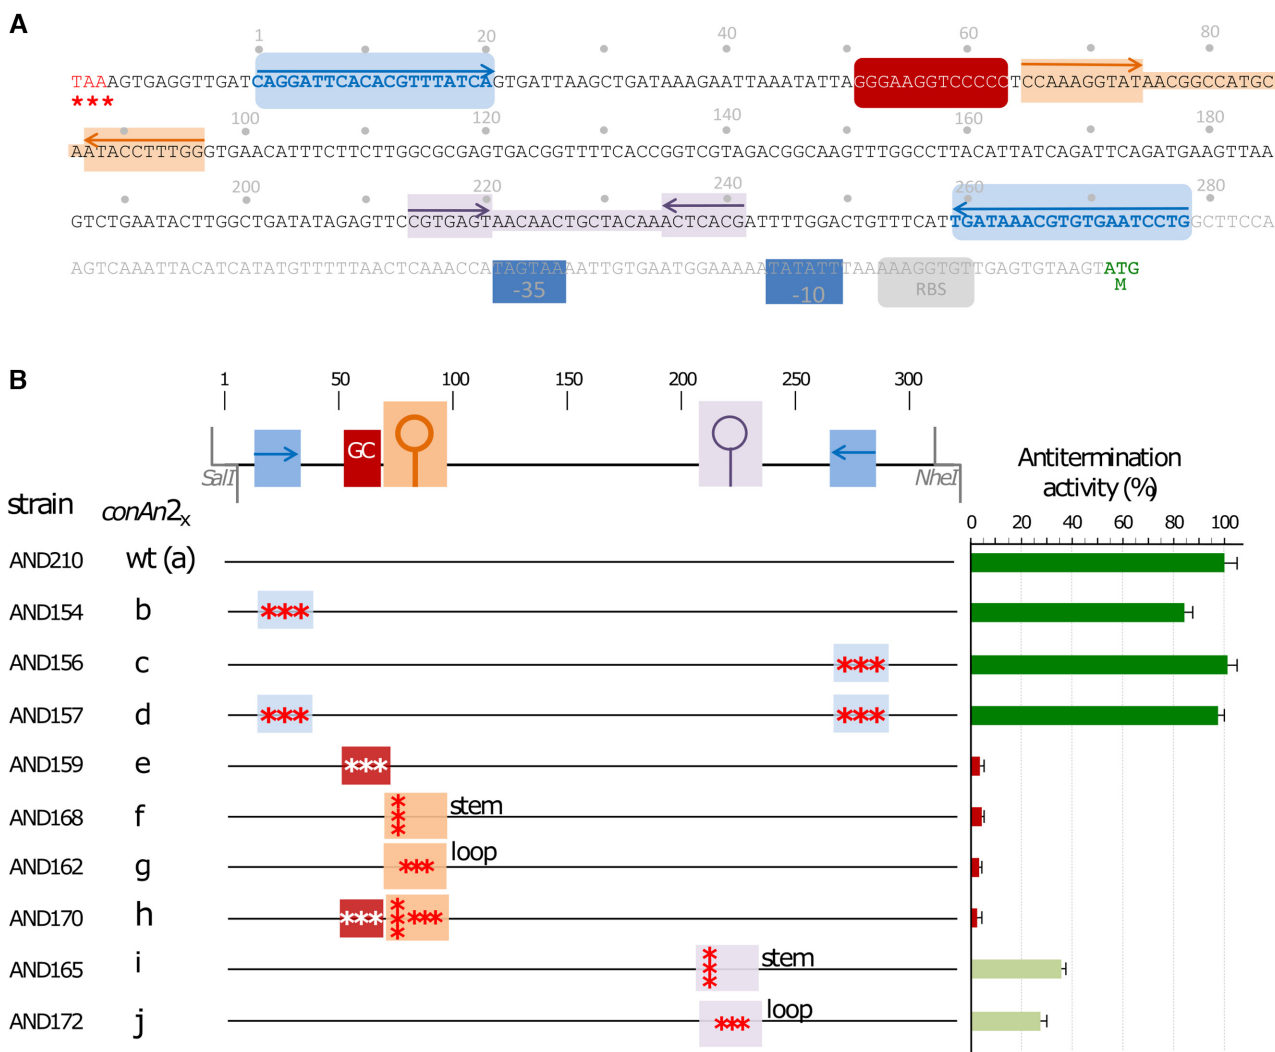 A
1 20 40 60 80
TAAAGTGAGGTTGATCAGGATTCACACGTTTATCAGTGATTAAGCTGATAAAGAATTAAATATTAGGGAAGGTCCCCCTCCAAAGGTATAACGGCCATGC
***
100 120 140 160 180
AATACCTTTGGGTGAACATTTCTTCTTGGCGCGAGTGACGGTTTTCACCGGTCGTAGACGGCAAGTTTGGCCTTACATTATCAGATTCAGATGAAGTTAA
200 220 240 260 280
GTCTGAATACTTGGCTGATATAGAGTTCCGTGAGTAACAACTGCTACAAACTCACGATTTTGGACTGTTTCATTGATAAACGTGTGAATCCTGGCTTCCA
AGTCAAATTACATCATATGTTTTTAACTCAAACCATAGTAAAATTGTGAATGGAAAAATATATTTAAAAAGGTGTTGAGTGTAAGTATG
-35 -10 RBS M
B
1 50 100 150 200 250 300
GC
SalI NheI
Antitermination
activity (%)
strain conAn2x
0 20 40 60 80 100
AND210 wt (a)
AND154 b ***
AND156 c ***
AND157 d *** ***
AND159 e ***
AND168 f *** stem
AND162 g *** loop
AND170 h *** *** ***
AND165 i *** stem
AND172 j *** loop